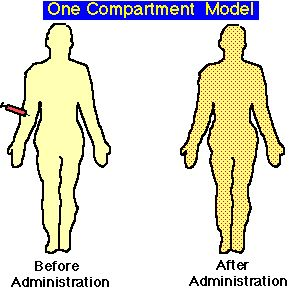 One Compartment Model
Before
Administration
After
Administration